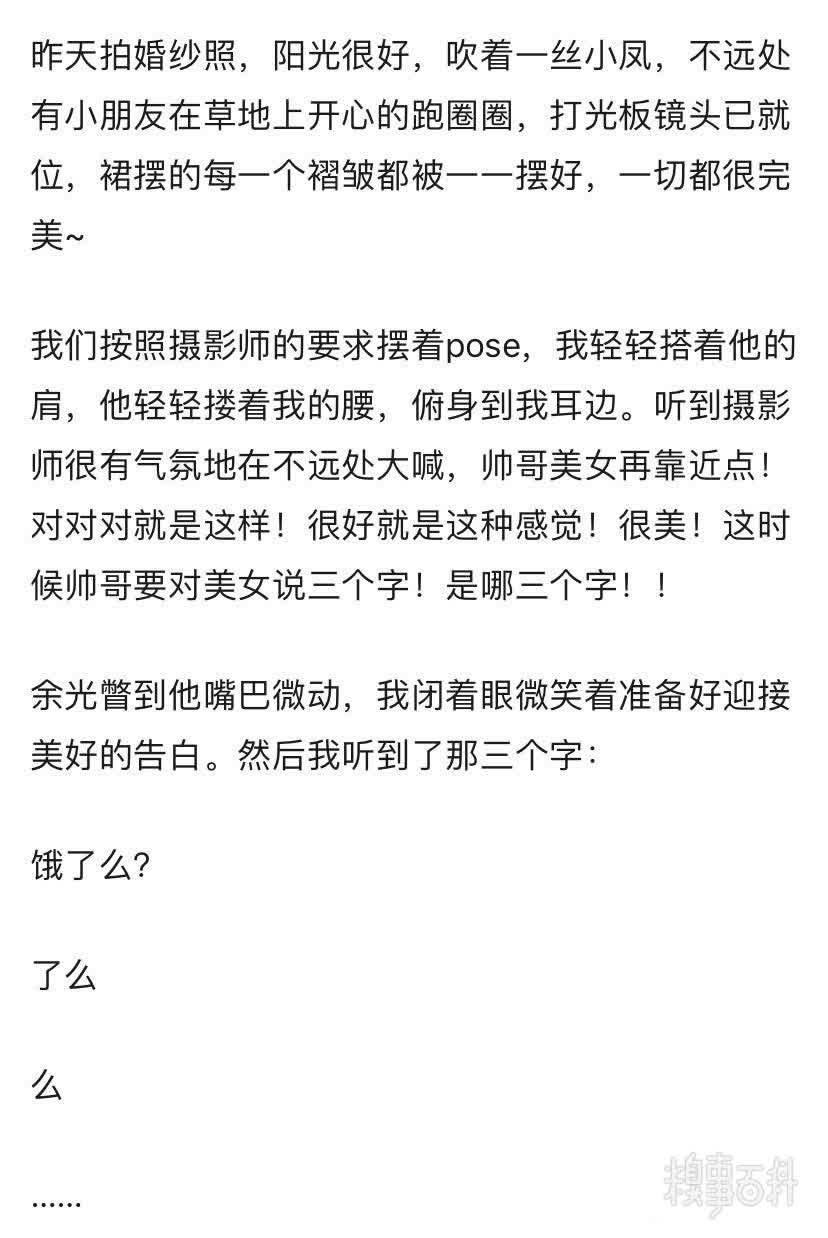 昨天拍婚纱照，阳光很好，吹着一丝小凤，不远处
有小朋友在草地上开心的跑圈圈，打光板镜头已就
位，裙摆的每一个褶皱都被一一摆好，一切都很完
美~
我们按照摄影师的要求摆着pose，我轻轻搭着他的
肩，他轻轻搂着我的腰，俯身到我耳边。听到摄影
师很有气氛地在不远处大喊，帅哥美女再靠近点！
对对对就是这样！很好就是这种感觉！很美！这时
候帅哥要对美女说三个字！是哪三个字！！
余光瞥到他嘴巴微动，我闭着眼微笑着准备好迎接
美好的告白。然后我听到了那三个字：
饿了么？
了么
么
……
糗事百科